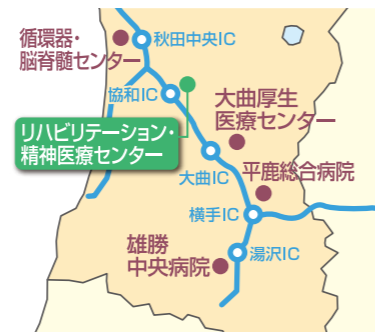 循環器・
脳脊髄センター
秋田中央IC
協和IC
大曲厚生
医療センター
リハビリテーション・
精神医療センター
大曲IC
平鹿総合病院
横手IC
雄勝
中央病院
湯沢IC